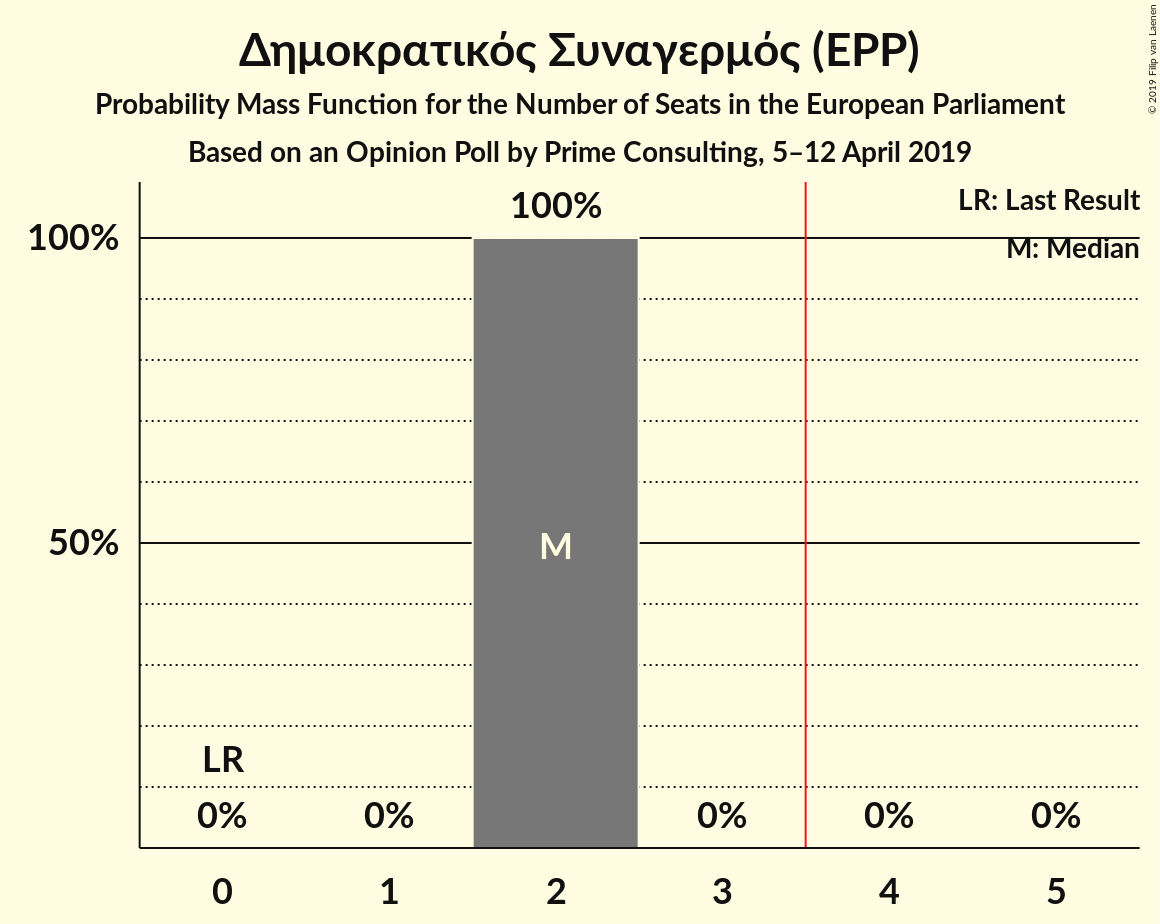 Δημοκρατικός Συναγερμός (EPP)
Probability Mass Function for the Number of Seats in the European Parliament
Based on an Opinion Poll by Prime Consulting, 5–12 April 2019
© 2019 Filip van Laenen
LR: Last Result
M: Median
100%
100%
50%
M
LR
0%
0%
0%
0%
0%
0
1
2
3
4
5